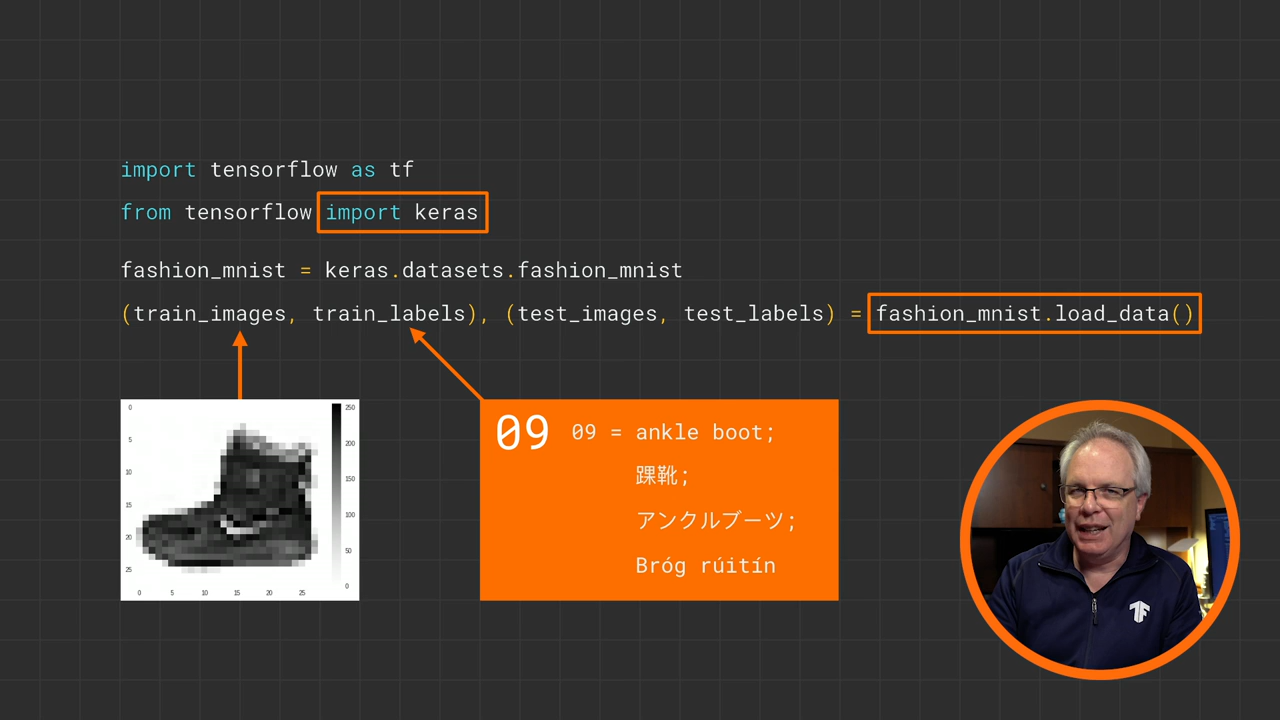 import tensorflow as tf
from tensorflow import keras
fashion_mnist = keras.datasets.fashion_mnist
(train_images, train_labels), (test_images, test_labels) = fashion_mnist.load_data()
0
5
10
15
20
25
0 5 10 15 20 25
250
200
150
100
50
0
09 09 = ankle boot;
踝靴;
アンクルブーツ;
Bróg rúitín